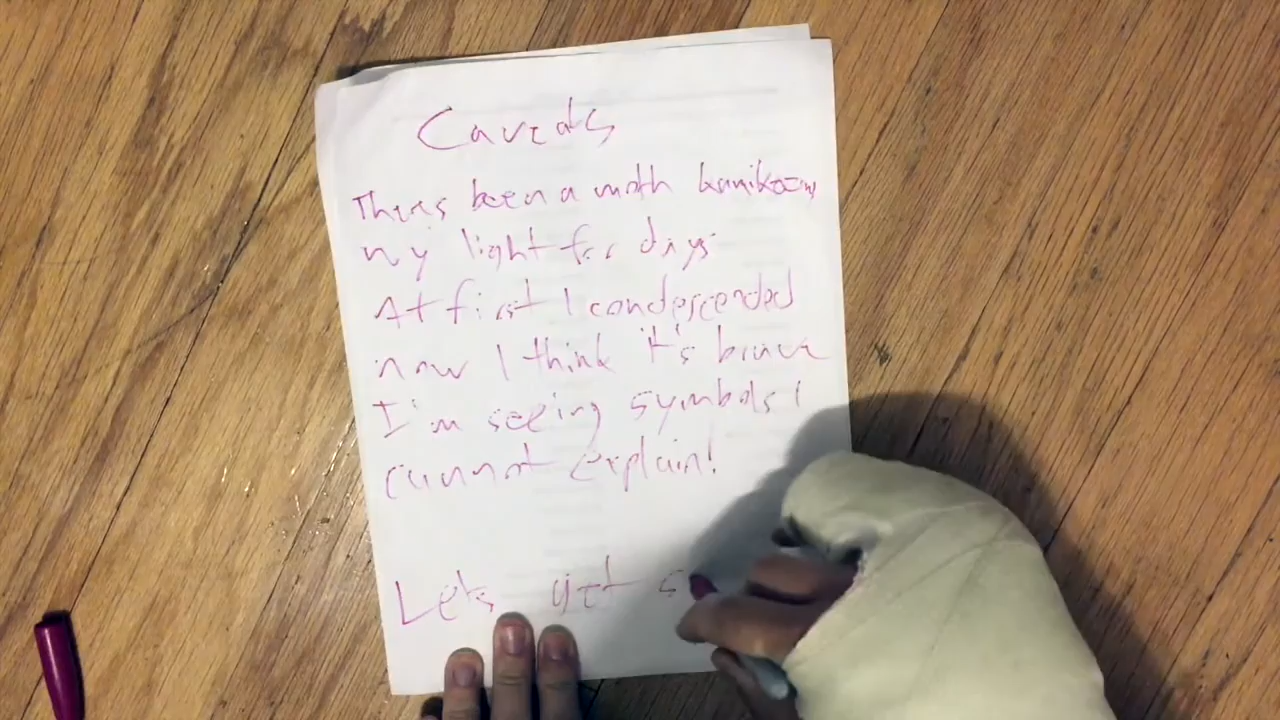 Caveats
Theres been a moth
my light for days
At first I condescended
now I think it's brave
I'm seeing symbols I
cannot explain!
Lets get s